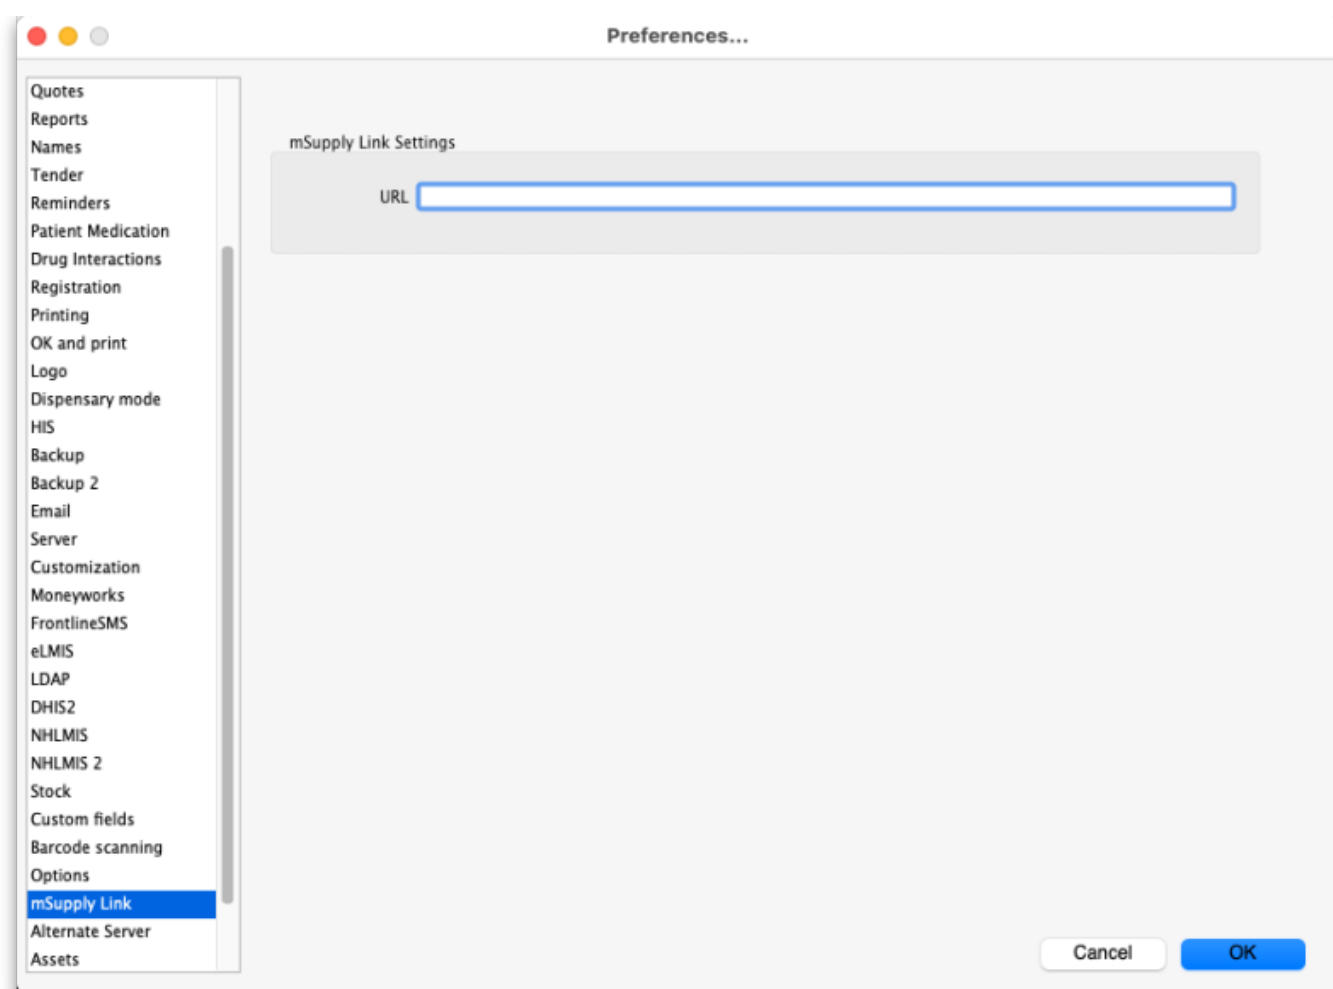 Preferences...
Quotes
Reports
Names
Tender
Reminders
Patient Medication
Drug Interactions
Registration
Printing
OK and print
Logo
Dispensary mode
HIS
Backup
Backup 2
Email
Server
Customization
Moneyworks
FrontlineSMS
eLMIS
LDAP
DHIS2
NHLMIS
NHLMIS 2
Stock
Custom fields
Barcode scanning
Options
mSupply Link
Alternate Server
Assets
mSupply Link Settings
URL
Cancel
OK